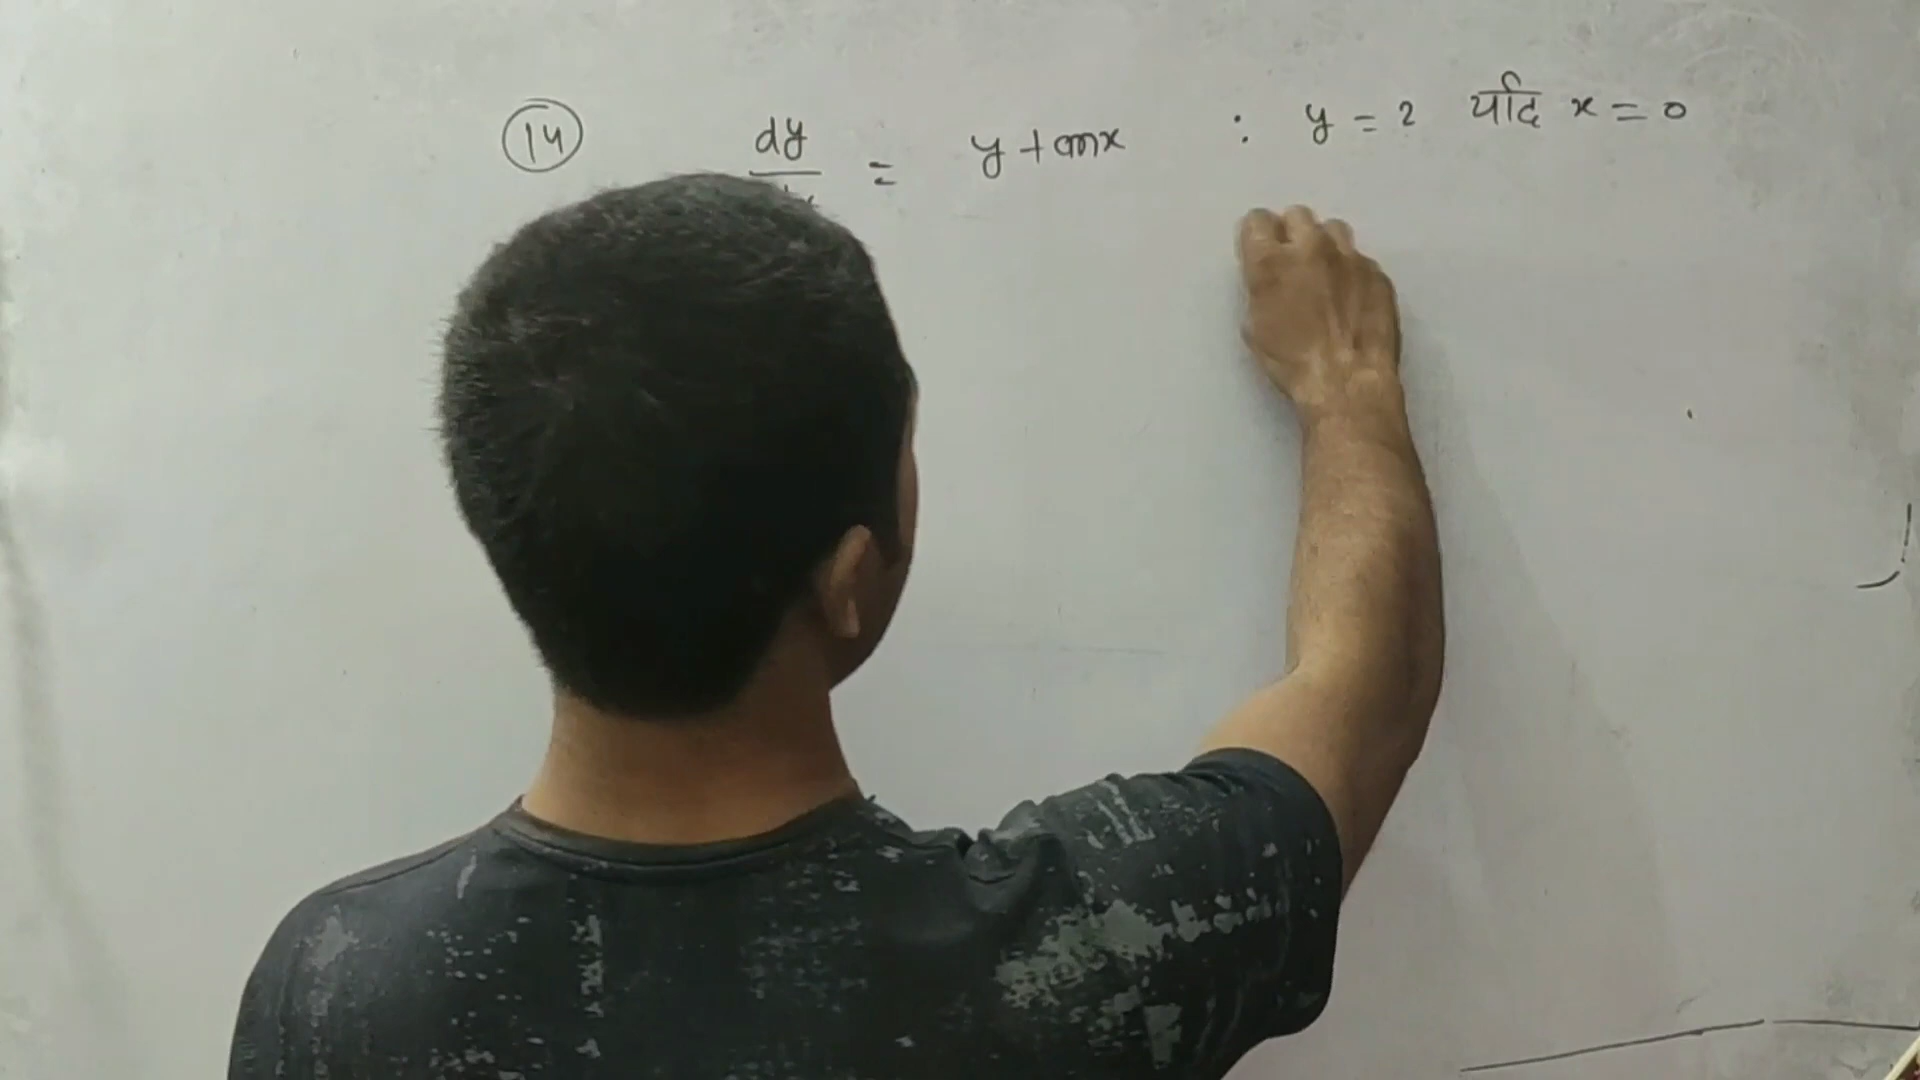 14 dy/dx = y tanx : y = 2 यदि x = 0